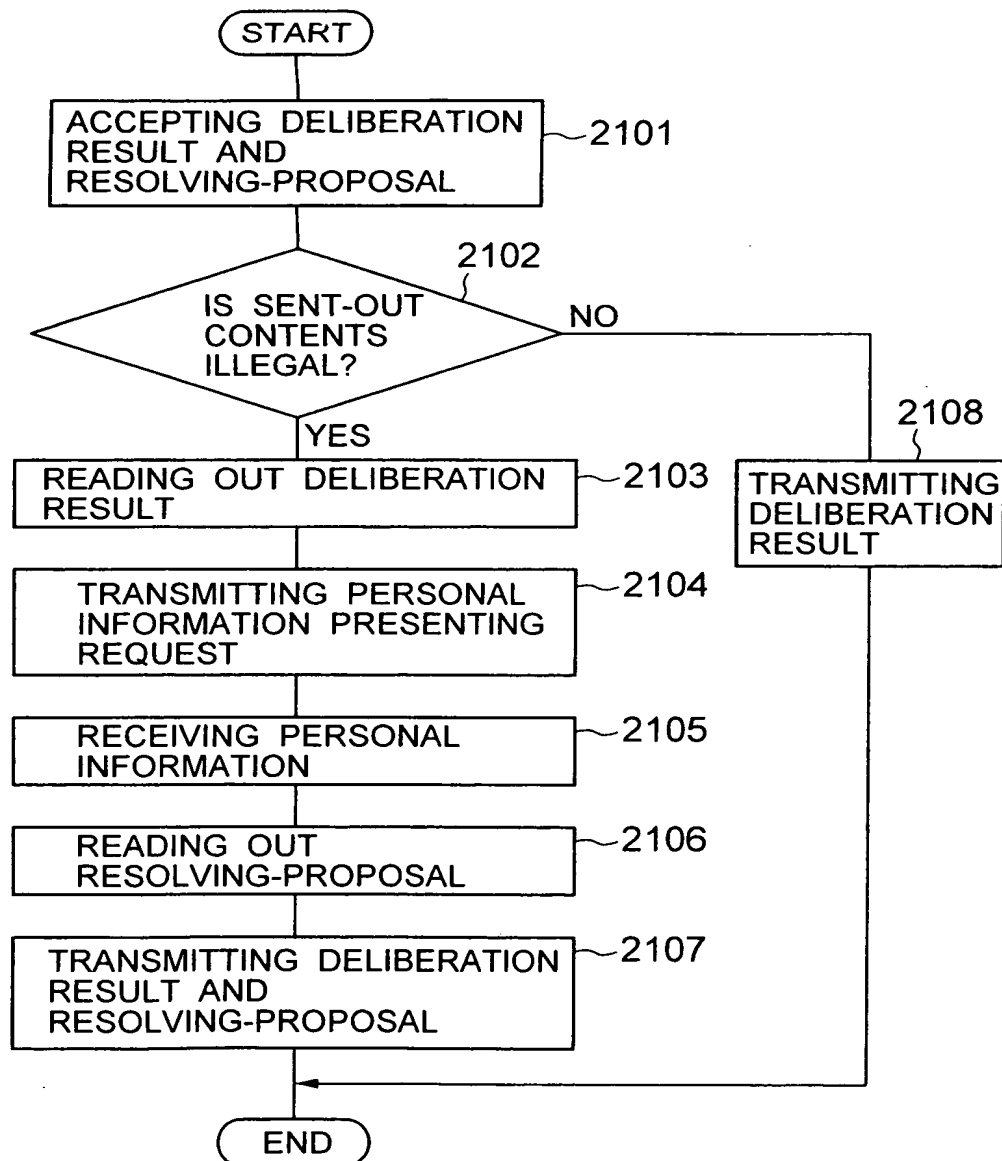 START
ACCEPTING DELIBERATION
RESULT AND
RESOLVING-PROPOSAL
2101
2102
IS SENT-OUT
CONTENTS
ILLEGAL?
NO
YES
2108
TRANSMITTING
DELIBERATION
RESULT
READING OUT DELIBERATION
RESULT
2103
TRANSMITTING PERSONAL
INFORMATION PRESENTING
REQUEST
2104
RECEIVING PERSONAL
INFORMATION
2105
READING OUT
RESOLVING-PROPOSAL
2106
TRANSMITTING DELIBERATION
RESULT AND
RESOLVING-PROPOSAL
2107
END